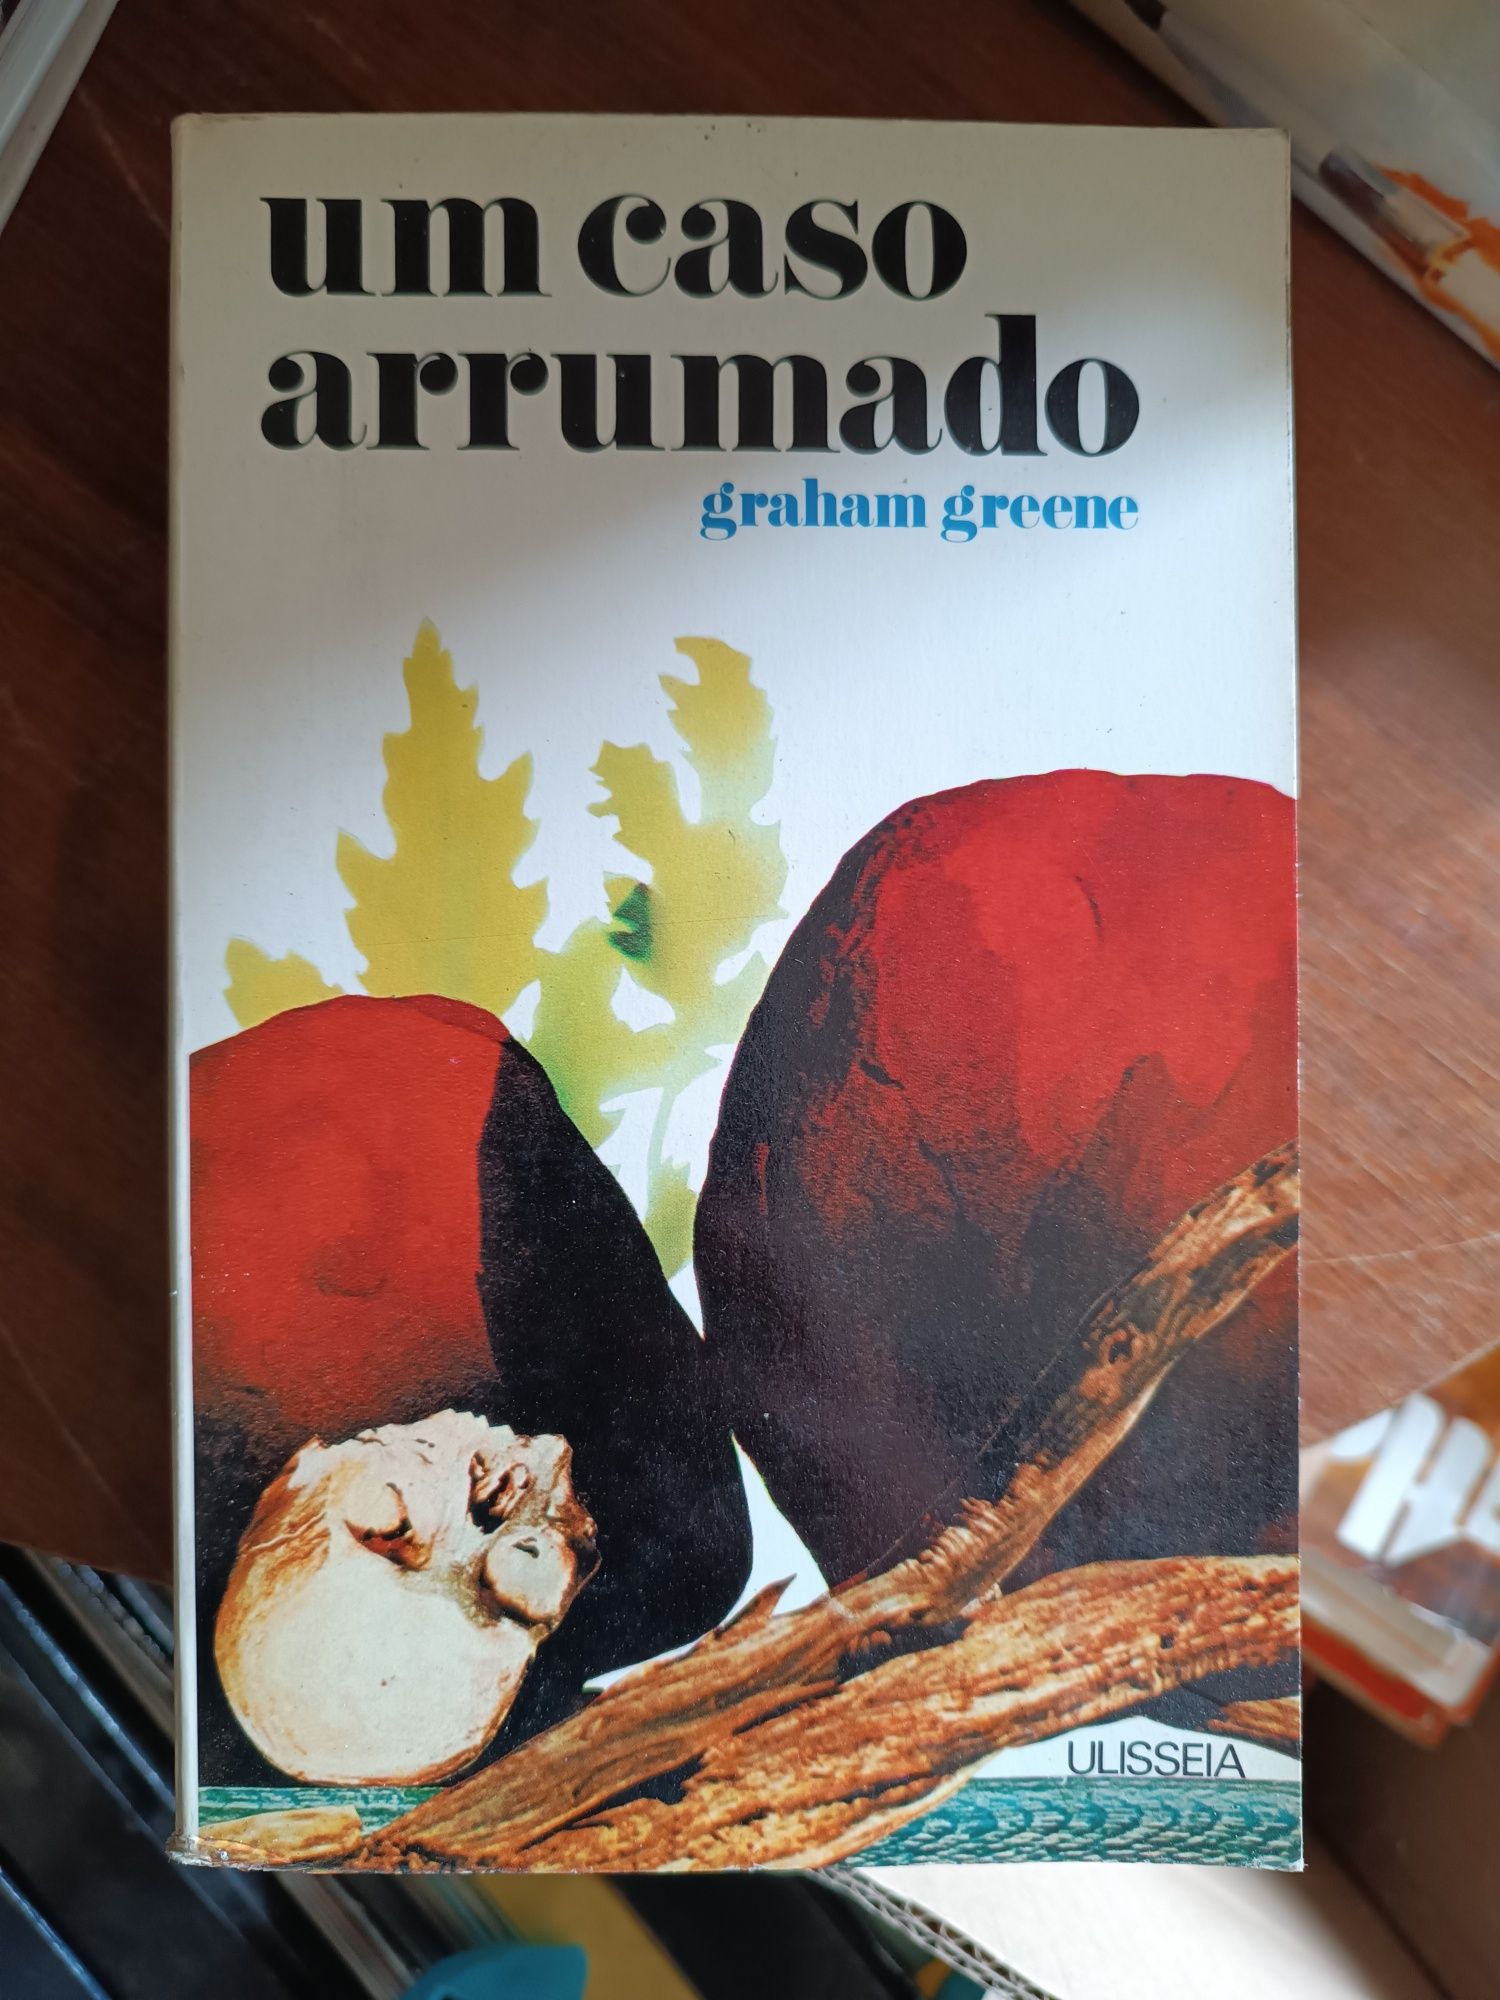 um caso
arrumado
graham greene
ULISSEIA